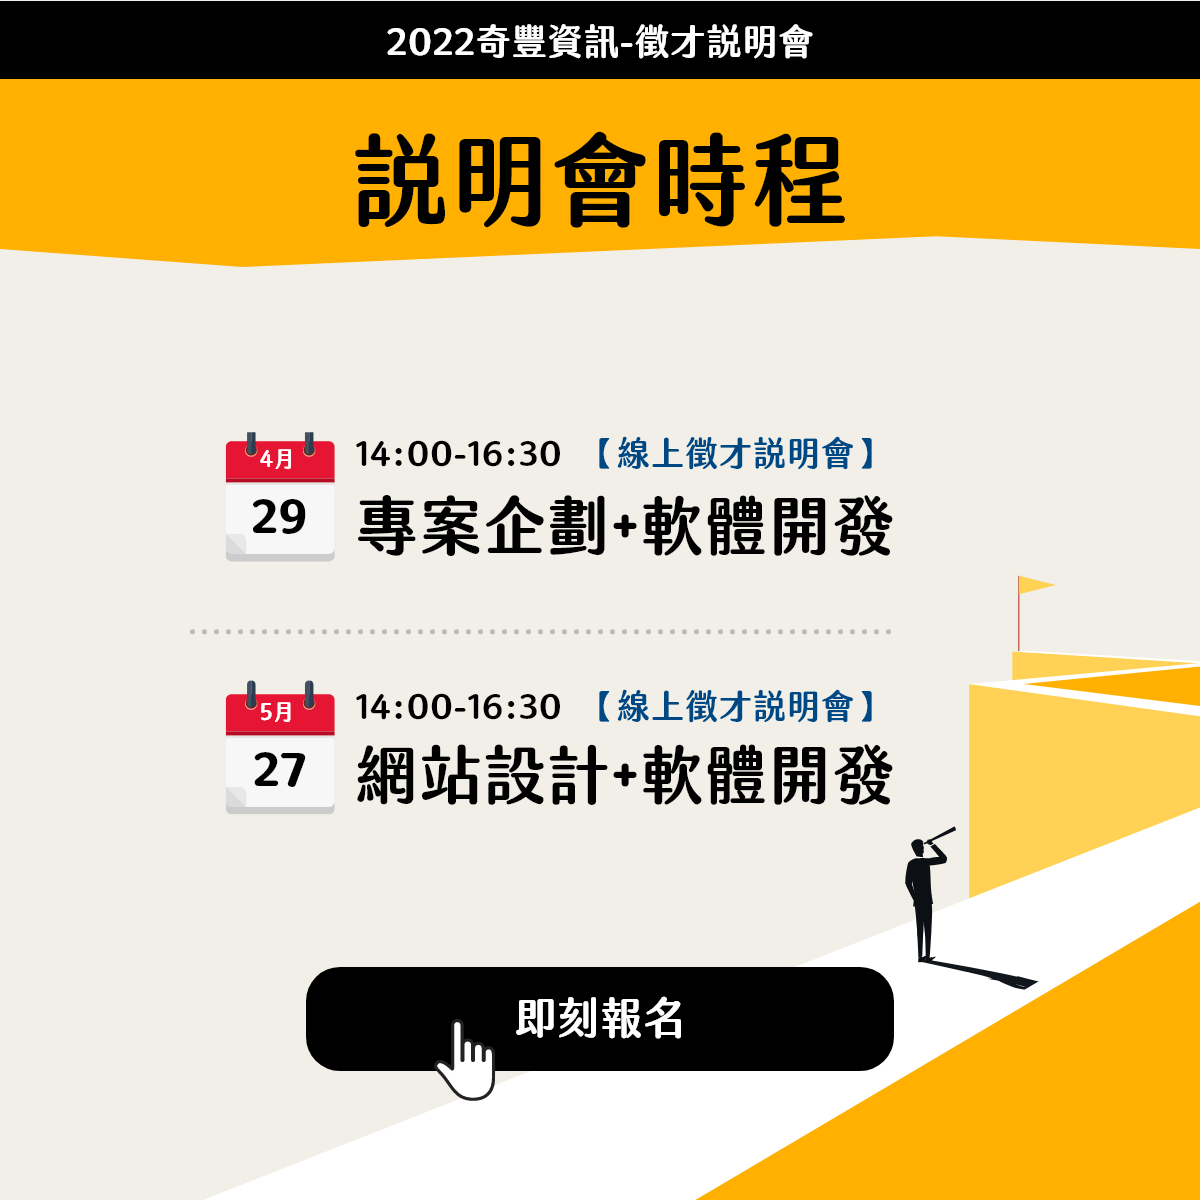 2022奇豐資訊-徵才説明會
説明會時程
4月
29
14:00-16:30 【線上徵才説明會】
專案企劃+軟體開發
5月
27
14:00-16:30 【線上徵才説明會】
網站設計+軟體開發
即刻報名